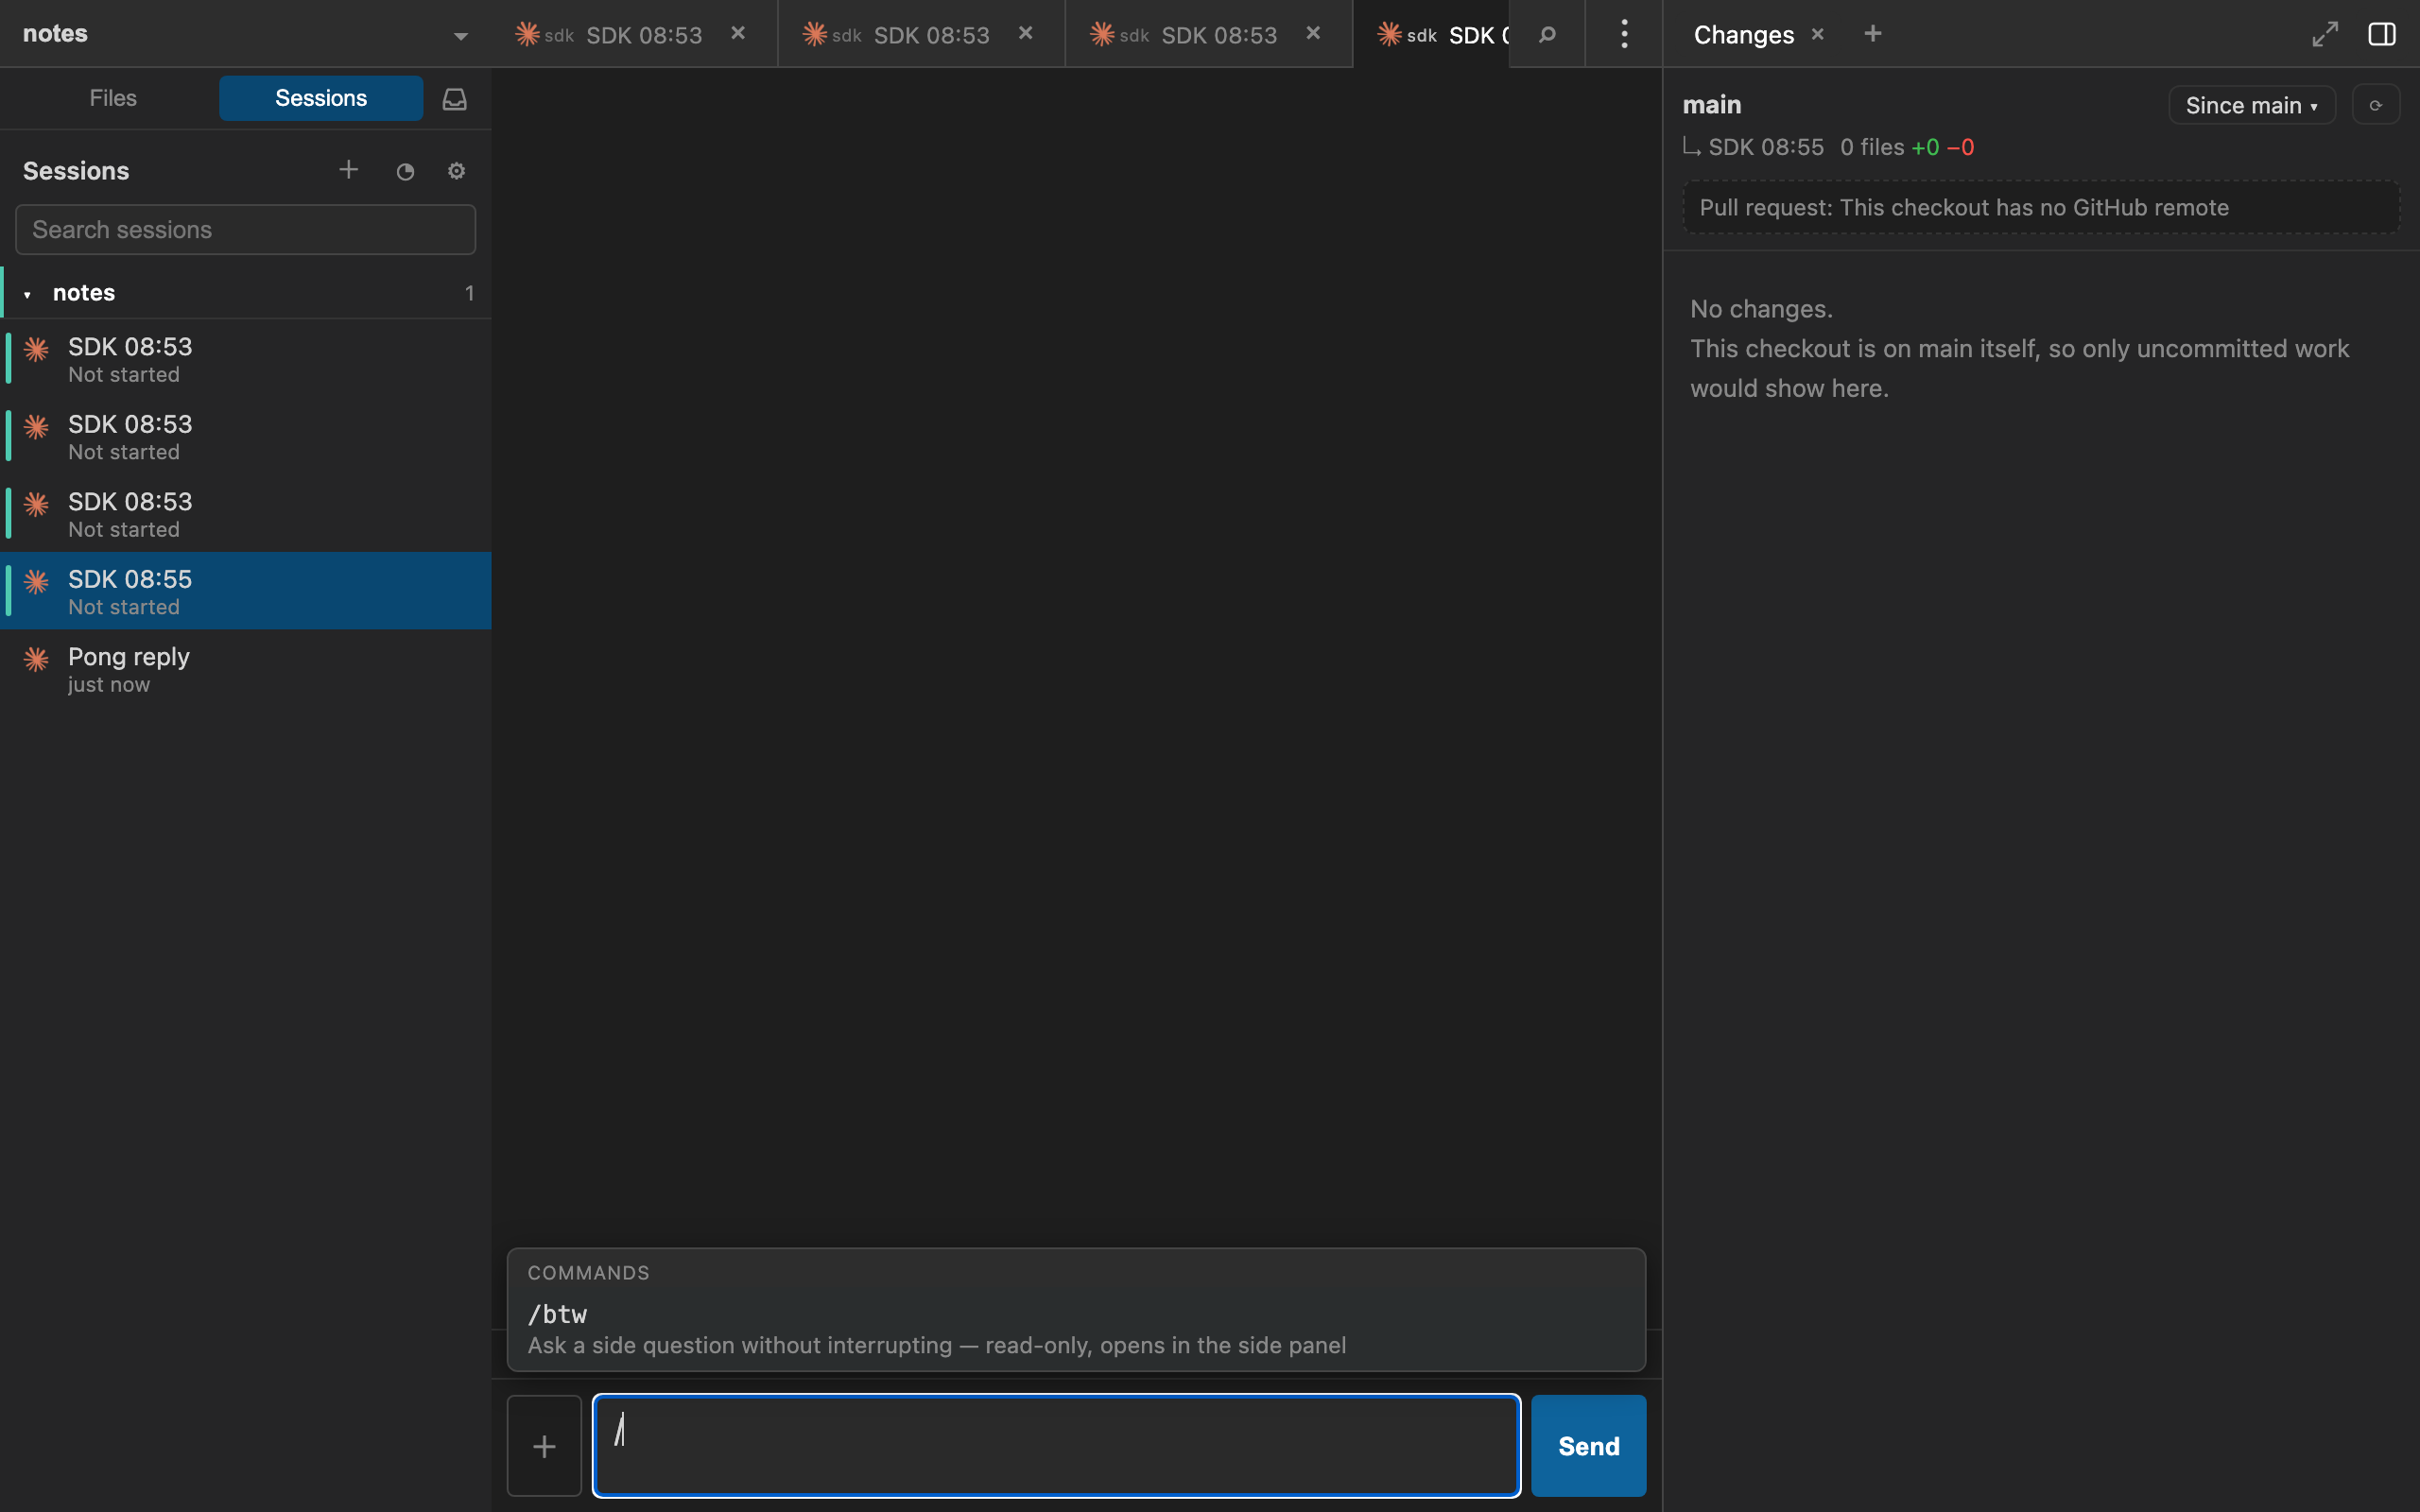 notes
sdk SDK 08:53
sdk SDK 08:53
sdk SDK 08:53
sdk SDK
Changes
Files
Sessions
main
Since main
SDK 08:55 0 files +0 −0
Sessions
Pull request: This checkout has no GitHub remote
Search sessions
notes 1
No changes.
This checkout is on main itself, so only uncommitted work
would show here.
SDK 08:53
Not started
SDK 08:53
Not started
SDK 08:53
Not started
SDK 08:55
Not started
Pong reply
just now
COMMANDS
/btw
Ask a side question without interrupting — read-only, opens in the side panel
/
Send